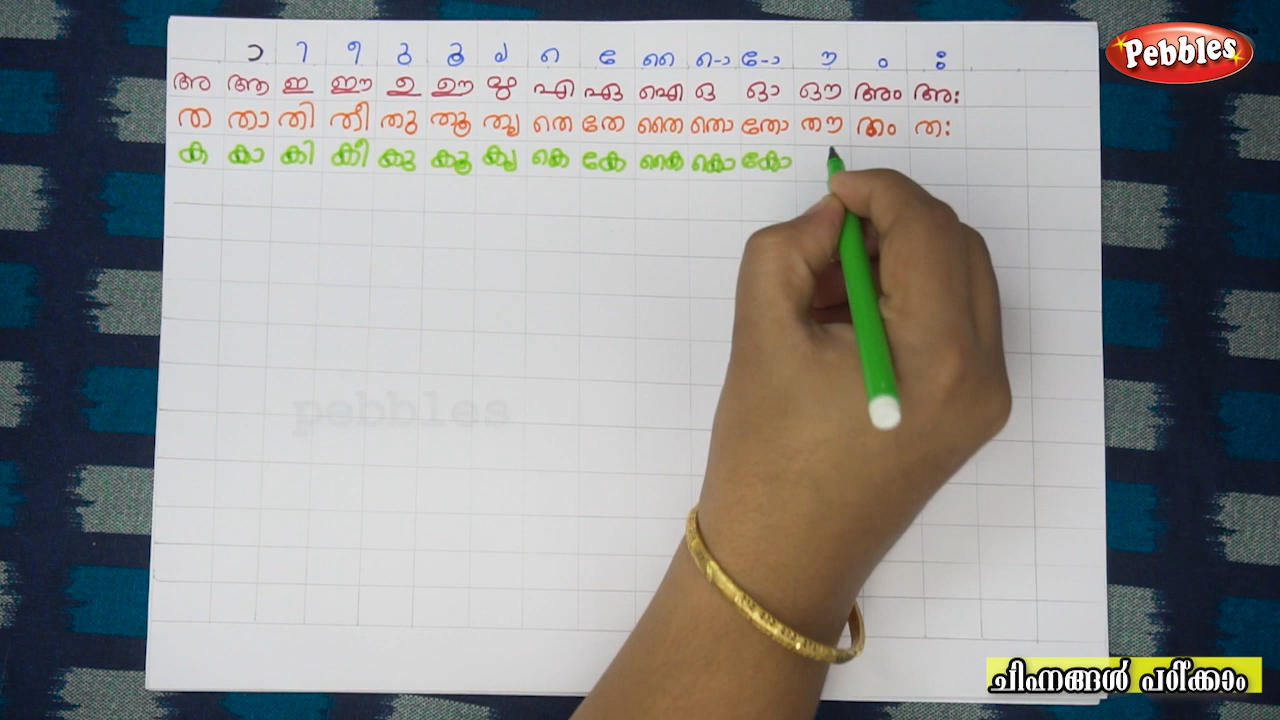 Pebbles
ാ ി ീ ു ൂ ൃ െ േ ൈ ൊ ോ ൗ ം ഃ
അ ആ ഇ ഈ ഉ ഊ ഋ എ ഏ ഐ ഒ ഓ ഔ അം അഃ
ത താ തി തീ തു തൂ തൃ തെ തേ തൈ തൊ തോ തൗ തം തഃ
ക കാ കി കീ കു കൂ കൃ കെ കേ കൈ കൊ കോ
pebbles
ചിഹ്നങ്ങൾ പഠിക്കാം